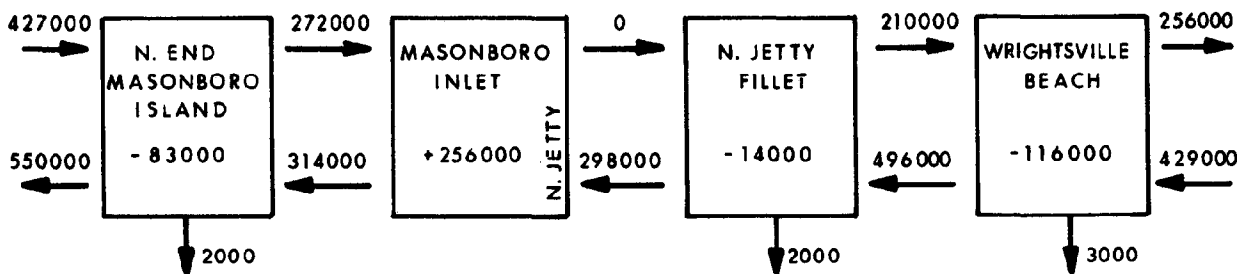 427000
272000
0
210000
256000
N. END
MASONBORO
ISLAND
- 83000
MASONBORO
INLET
+256000
N. JETTY
N. JETTY
FILLET
-14000
WRIGHTSVILLE
BEACH
-116000
550000
314000
298000
496000
429000
2000
2000
3000